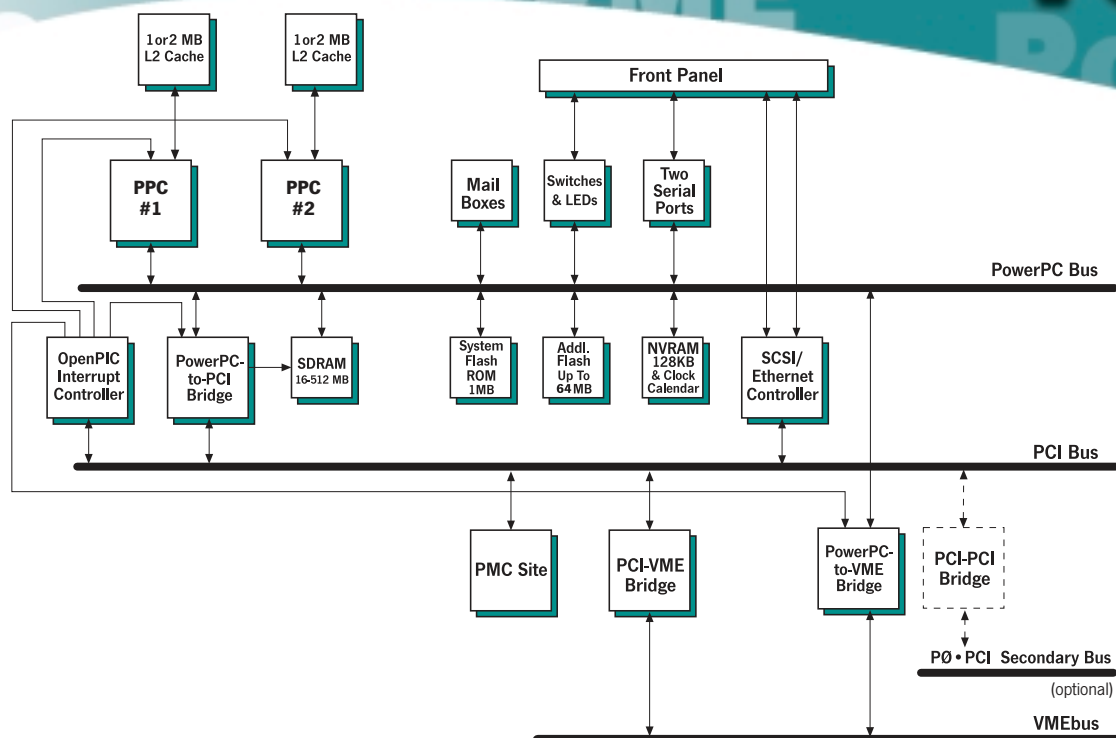 VME
Po
1or2 MB
L2 Cache
1or2 MB
L2 Cache
Front Panel
PPC
#1
PPC
#2
Mail
Boxes
Switches
& LEDs
Two
Serial
Ports
PowerPC Bus
OpenPIC
Interrupt
Controller
PowerPC-
to-PCI
Bridge
SDRAM
16-512 MB
System
Flash
ROM
1MB
Addl.
Flash
Up To
64MB
NVRAM
128KB
& Clock
Calendar
SCSI/
Ethernet
Controller
PCI Bus
PMC Site
PCI-VME
Bridge
PowerPC-
to-VME
Bridge
PCI-PCI
Bridge
PØ•PCI Secondary Bus
(optional)
VMEbus